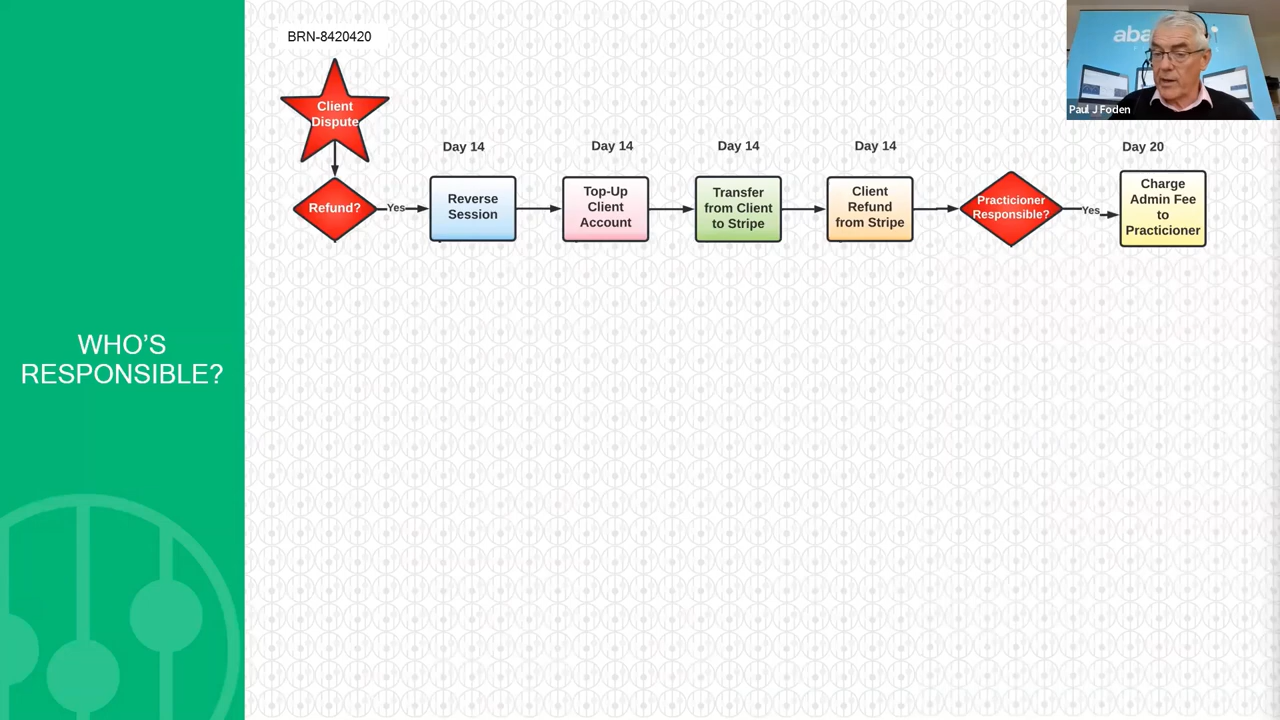 BRN-8420420
Client
Dispute
Day 14
Day 14
Day 14
Day 14
Day 20
Refund?
Yes
Reverse
Session
Top-Up
Client
Account
Transfer
from Client
to Stripe
Client
Refund
from Stripe
Practicioner
Responsible?
Yes
Charge
Admin Fee
to
Practicioner
WHO'S
RESPONSIBLE?
aba
Paul J Foden